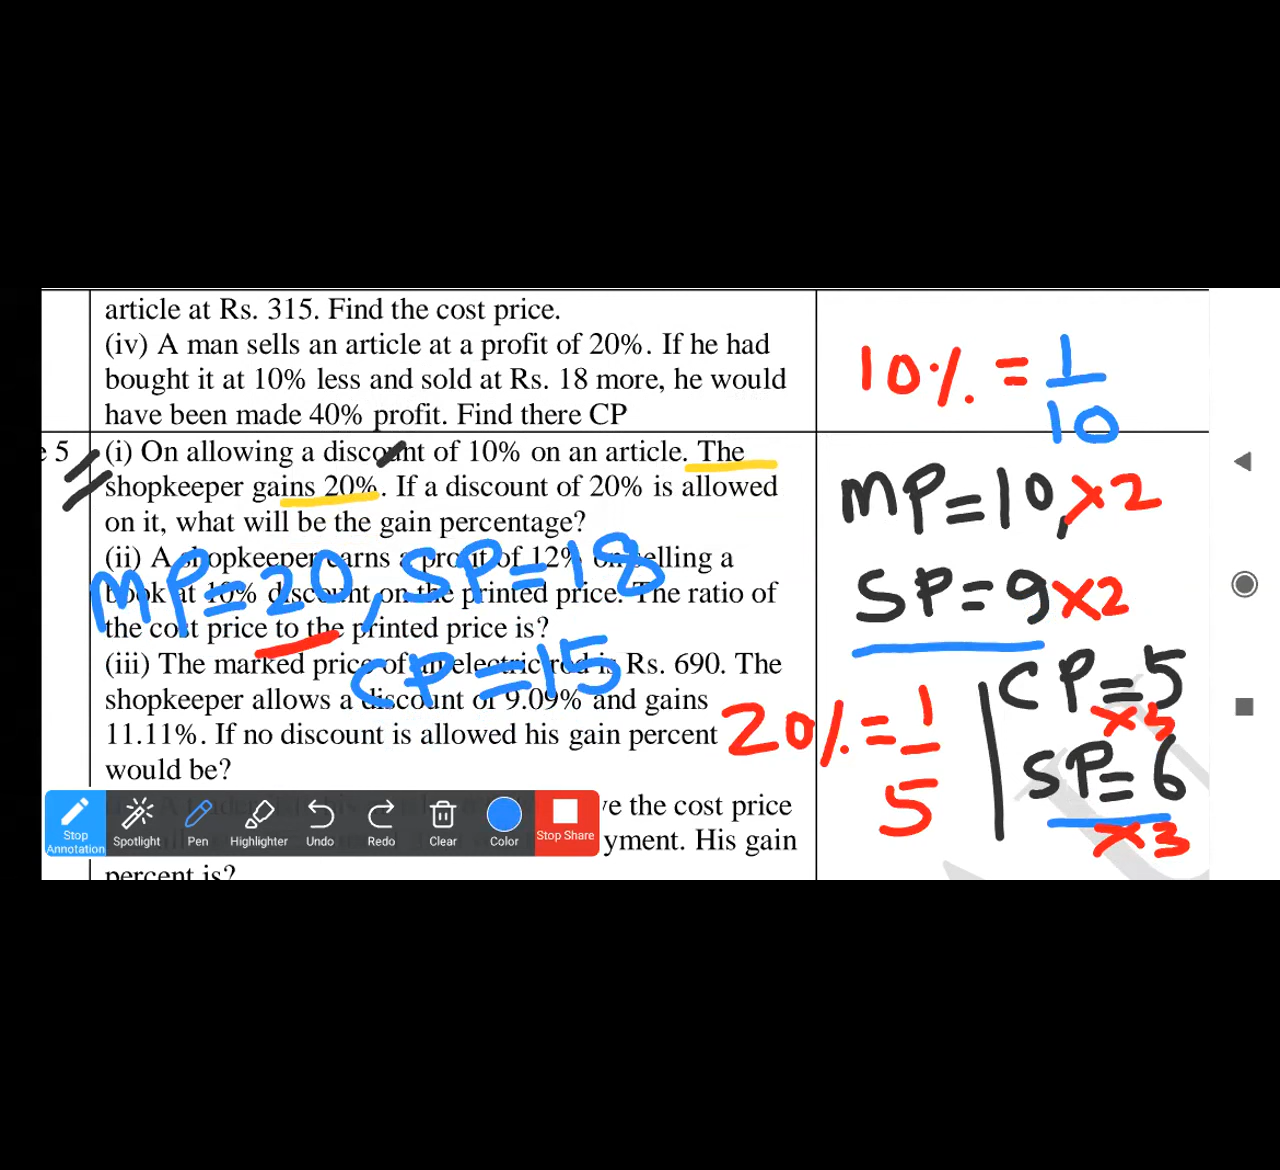 article at Rs. 315. Find the cost price.
(iv) A man sells an article at a profit of 20%. If he had
bought it at 10% less and sold at Rs. 18 more, he would
have been made 40% profit. Find there CP
e 5
(i) On allowing a discount of 10% on an article. The
shopkeeper gains 20%. If a discount of 20% is allowed
on it, what will be the gain percentage?
(ii) A shopkeeper earns a profit of 12% on selling a
book at 10% discount on the printed price. The ratio of
the cost price to the printed price is?
(iii) The marked price of an electric rod is Rs. 690. The
shopkeeper allows a discount of 9.09% and gains
11.11%. If no discount is allowed his gain percent
would be?
ve the cost price
yment. His gain
percent is?
MP=20, SP=18
CP=15
10% = 1/10
MP=10, ×2
SP=9 ×2
20% = 1/5
CP=5
×3
SP=6
×3
Stop Annotation
Spotlight
Pen
Highlighter
Undo
Redo
Clear
Color
Stop Share